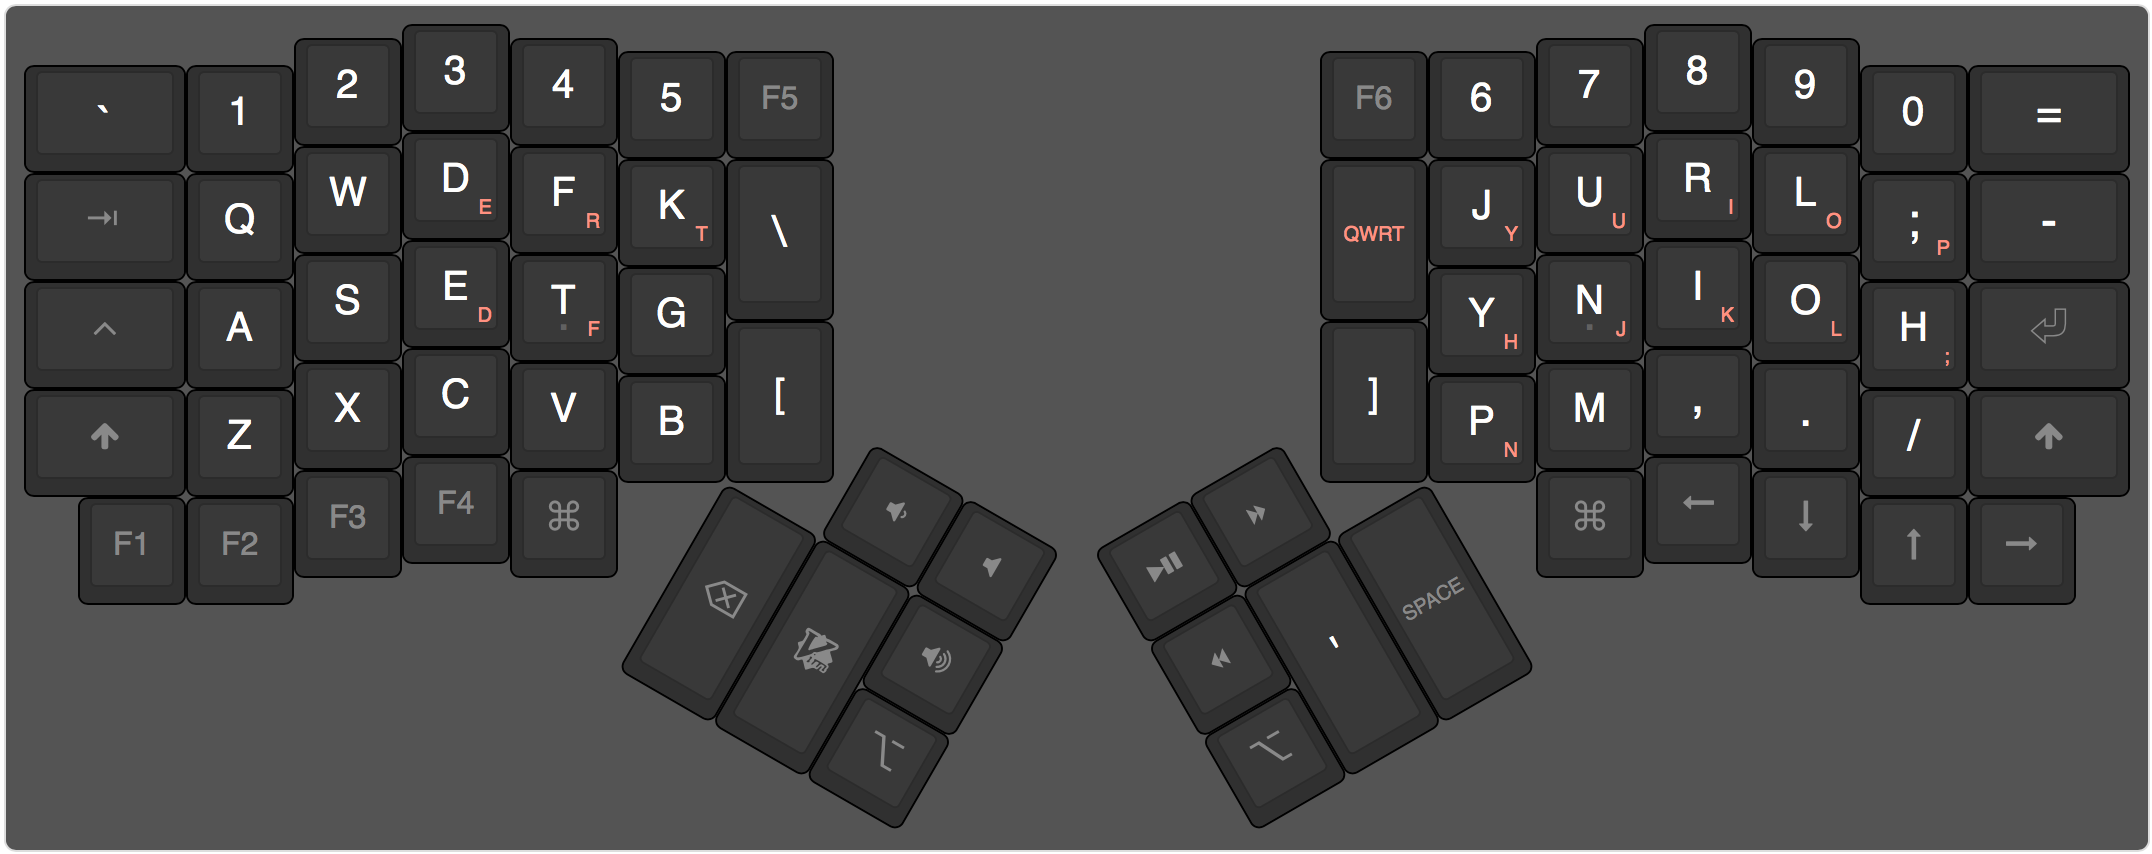 ` 1 2 3 4 5 F5
F6 6 7 8 9 0 =
⇥ Q W D E F R K T \
QWRT J Y U U R I L O ; P -
^ A S E D T F G
Y H N J I K O L H ;
Z X C V B [
] P N M , . /
F1 F2 F3 F4 ⌘
⌘ ← ↓ ↑ →
'
SPACE